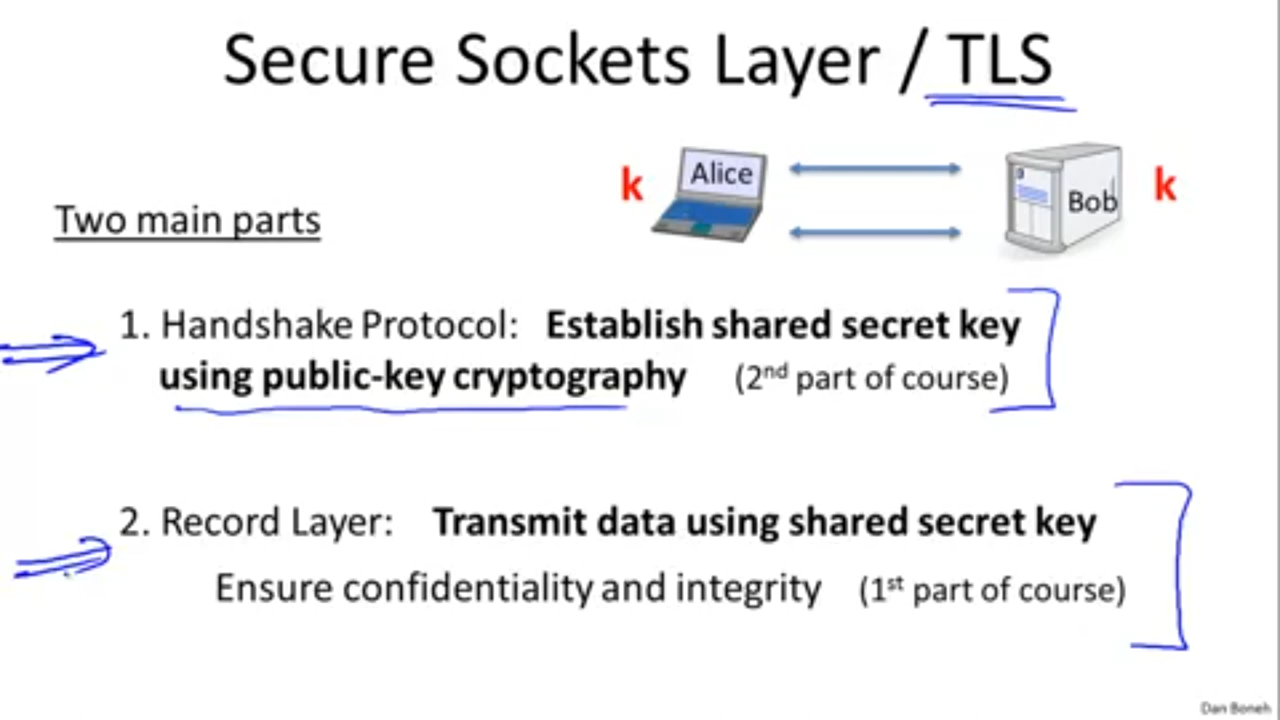 Secure Sockets Layer / TLS
k Alice Bob k
Two main parts
1. Handshake Protocol: Establish shared secret key
using public-key cryptography (2nd part of course)
2. Record Layer: Transmit data using shared secret key
Ensure confidentiality and integrity (1st part of course)
Dan Boneh